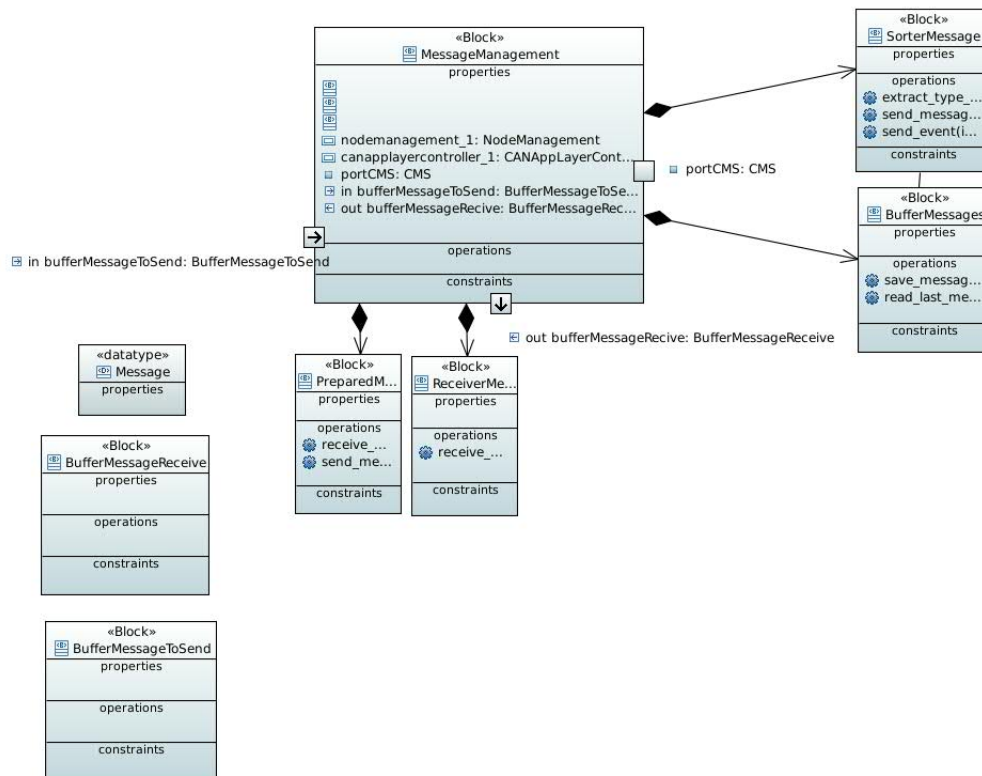 «Block»
MessageManagement
properties
nodemanagement_1: NodeManagement
canapplayercontroller_1: CANAppLayerCont...
portCMS: CMS
in bufferMessageToSend: BufferMessageToSe...
out bufferMessageRecive: BufferMessageRec...
operations
constraints
portCMS: CMS
in bufferMessageToSend: BufferMessageToSend
out bufferMessageRecive: BufferMessageReceive
«Block»
SorterMessage
properties
operations
extract_type_...
send_messag...
send_event(i...
constraints
«Block»
BufferMessages
properties
operations
save_messag...
read_last_me...
constraints
«datatype»
Message
properties
«Block»
PreparedM...
properties
operations
receive_...
send_me...
constraints
«Block»
ReceiverMe...
properties
operations
receive_...
constraints
«Block»
BufferMessageReceive
properties
operations
constraints
«Block»
BufferMessageToSend
properties
operations
constraints